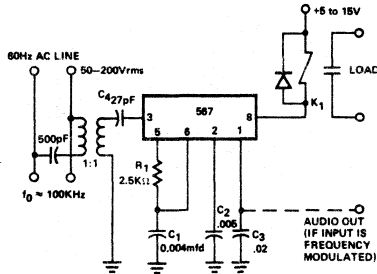 +5 to 15V
60Hz AC LINE
50–200Vrms
LOAD
C4 27pF
K1
567
3
8
500pF
5
6
2
1
1:1
R1
2.5KΩ
f0 ≈ 100KHz
AUDIO OUT
(IF INPUT IS
FREQUENCY
MODULATED)
C1
0.004mfd
C2
.005
C3
.02